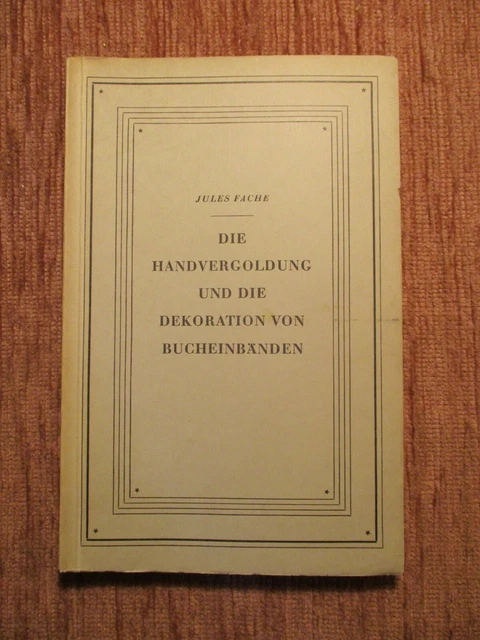 JULES FACHE
DIE
HANDVERGOLDUNG
UND DIE
DEKORATION VON
BUCHEINBÄNDEN